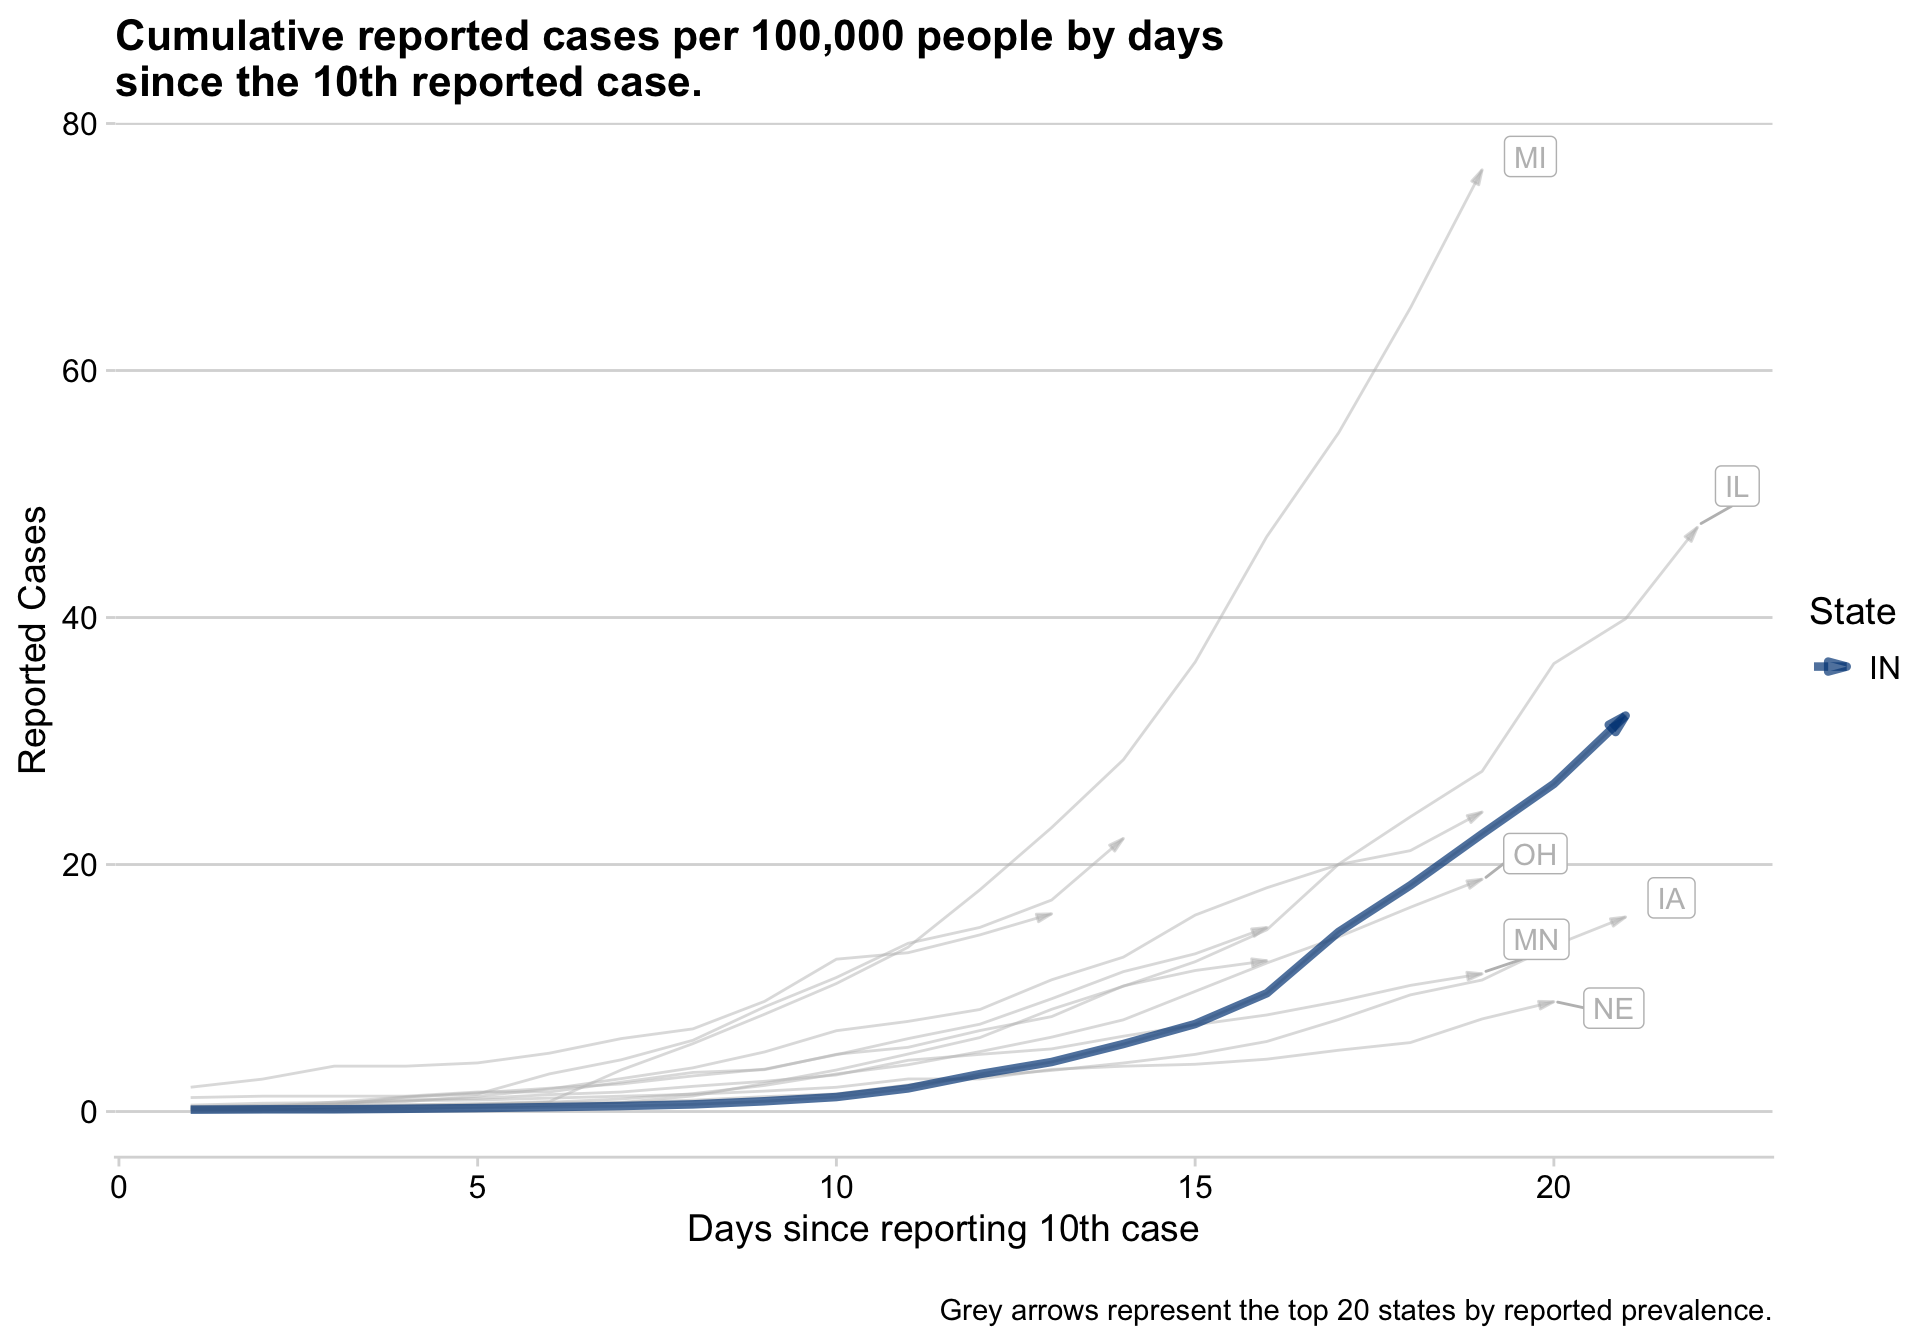 Cumulative reported cases per 100,000 people by days
since the 10th reported case.
80
60
40
20
0
Reported Cases
MI
IL
OH
IA
MN
NE
State
IN
0
5
10
15
20
Days since reporting 10th case
Grey arrows represent the top 20 states by reported prevalence.